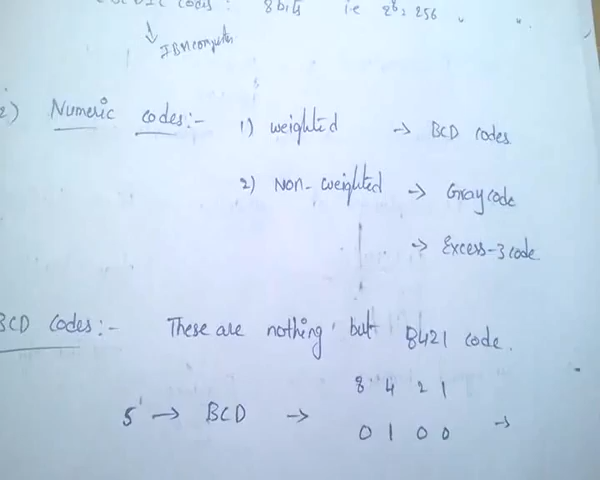 codes : 8bits ie 2⁸ = 256 "
↓
IBM computer
2) Numeric codes:- 1) weighted → BCD codes
2) Non-weighted → Gray code
→ Excess-3 code
BCD codes:- These are nothing but 8421 code.
8 4 2 1
5 → BCD → 0 1 0 0 →